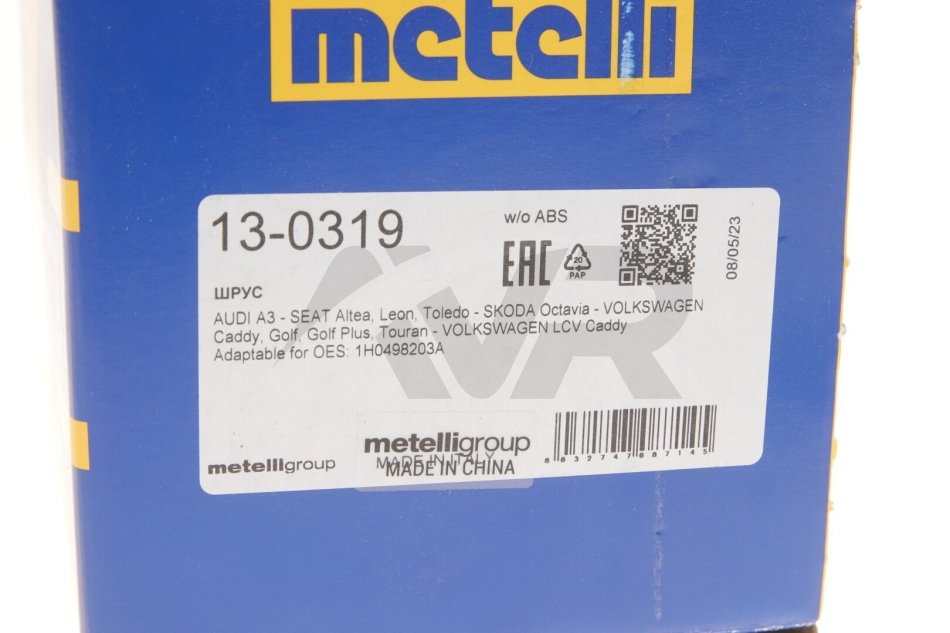 metelli
13-0319
w/o ABS
EAC
20
PAP
08/05/23
ШРУС
AUDI A3 - SEAT Altea, Leon, Toledo - SKODA Octavia - VOLKSWAGEN
Caddy, Golf, Golf Plus, Touran - VOLKSWAGEN LCV Caddy
Adaptable for OES: 1H0498203A
AVR
metelligroup
metelligroup
MADE IN ITALY
MADE IN CHINA
8032747087145